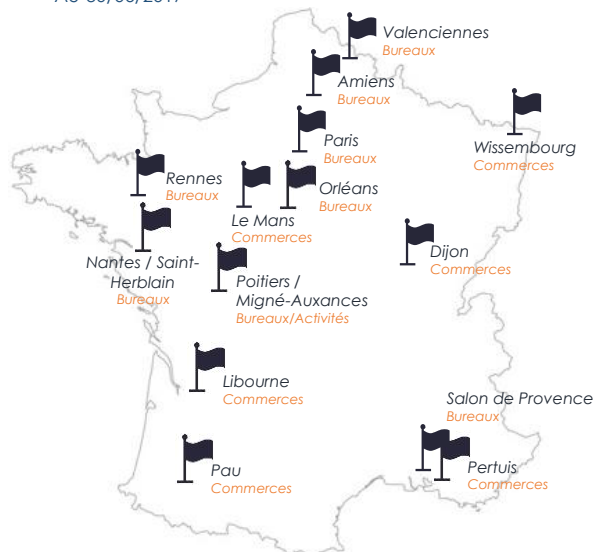 Valenciennes
Bureaux
Amiens
Bureaux
Paris
Bureaux
Wissembourg
Commerces
Rennes
Bureaux
Orléans
Bureaux
Le Mans
Commerces
Dijon
Commerces
Nantes / Saint-
Herblain
Bureaux
Poitiers /
Migné-Auxances
Bureaux/Activités
Libourne
Commerces
Salon de Provence
Bureaux
Pau
Commerces
Pertuis
Commerces